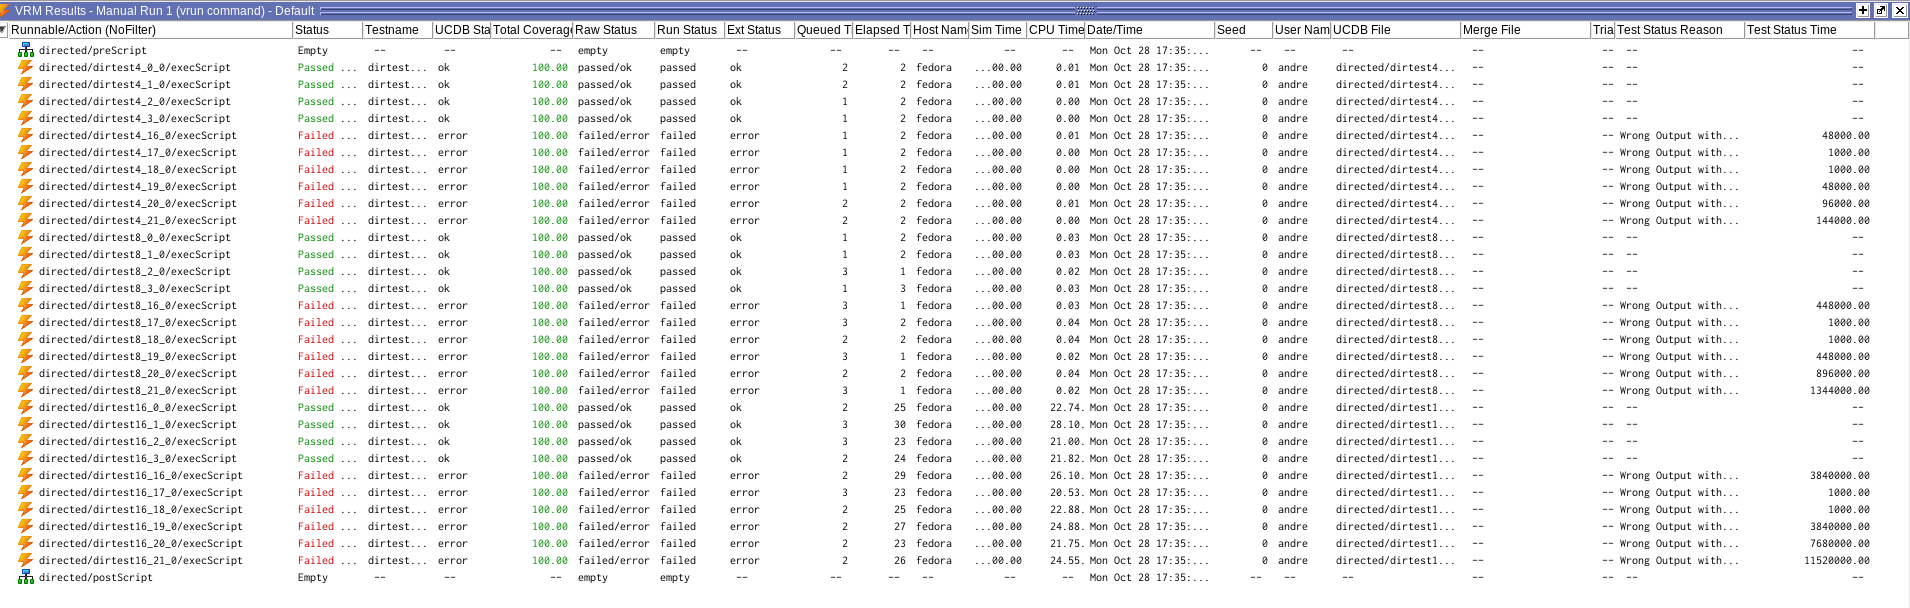 VRM Results - Manual Run 1 (vrun command) - Default
Runnable/Action (NoFilter) Status Testname UCDB Sta Total Coverag Raw Status Run Status Ext Status Queued T Elapsed T Host Nam Sim Time CPU Time Date/Time Seed User Nam UCDB File Merge File Tria Test Status Reason Test Status Time
directed/preScript Empty -- -- -- empty empty -- -- -- -- -- -- Mon Oct 28 17:35:... -- -- -- -- -- -- --
directed/dirtest4_0_0/execScript Passed ... dirtest... ok 100.00 passed/ok passed ok 2 2 fedora ...00.00 0.01 Mon Oct 28 17:35:... 0 andre directed/dirtest4... -- -- -- --
directed/dirtest4_1_0/execScript Passed ... dirtest... ok 100.00 passed/ok passed ok 2 2 fedora ...00.00 0.01 Mon Oct 28 17:35:... 0 andre directed/dirtest4... -- -- -- --
directed/dirtest4_2_0/execScript Passed ... dirtest... ok 100.00 passed/ok passed ok 1 2 fedora ...00.00 0.00 Mon Oct 28 17:35:... 0 andre directed/dirtest4... -- -- -- --
directed/dirtest4_3_0/execScript Passed ... dirtest... ok 100.00 passed/ok passed ok 1 2 fedora ...00.00 0.00 Mon Oct 28 17:35:... 0 andre directed/dirtest4... -- -- -- --
directed/dirtest4_16_0/execScript Failed ... dirtest... error 100.00 failed/error failed error 1 2 fedora ...00.00 0.01 Mon Oct 28 17:35:... 0 andre directed/dirtest4... -- -- Wrong Output with... 48000.00
directed/dirtest4_17_0/execScript Failed ... dirtest... error 100.00 failed/error failed error 1 2 fedora ...00.00 0.00 Mon Oct 28 17:35:... 0 andre directed/dirtest4... -- -- Wrong Output with... 1000.00
directed/dirtest4_18_0/execScript Failed ... dirtest... error 100.00 failed/error failed error 1 2 fedora ...00.00 0.00 Mon Oct 28 17:35:... 0 andre directed/dirtest4... -- -- Wrong Output with... 1000.00
directed/dirtest4_19_0/execScript Failed ... dirtest... error 100.00 failed/error failed error 1 2 fedora ...00.00 0.00 Mon Oct 28 17:35:... 0 andre directed/dirtest4... -- -- Wrong Output with... 48000.00
directed/dirtest4_20_0/execScript Failed ... dirtest... error 100.00 failed/error failed error 2 2 fedora ...00.00 0.01 Mon Oct 28 17:35:... 0 andre directed/dirtest4... -- -- Wrong Output with... 96000.00
directed/dirtest4_21_0/execScript Failed ... dirtest... error 100.00 failed/error failed error 2 2 fedora ...00.00 0.00 Mon Oct 28 17:35:... 0 andre directed/dirtest4... -- -- Wrong Output with... 144000.00
directed/dirtest8_0_0/execScript Passed ... dirtest... ok 100.00 passed/ok passed ok 1 2 fedora ...00.00 0.03 Mon Oct 28 17:35:... 0 andre directed/dirtest8... -- -- -- --
directed/dirtest8_1_0/execScript Passed ... dirtest... ok 100.00 passed/ok passed ok 1 2 fedora ...00.00 0.03 Mon Oct 28 17:35:... 0 andre directed/dirtest8... -- -- -- --
directed/dirtest8_2_0/execScript Passed ... dirtest... ok 100.00 passed/ok passed ok 3 1 fedora ...00.00 0.02 Mon Oct 28 17:35:... 0 andre directed/dirtest8... -- -- -- --
directed/dirtest8_3_0/execScript Passed ... dirtest... ok 100.00 passed/ok passed ok 1 3 fedora ...00.00 0.03 Mon Oct 28 17:35:... 0 andre directed/dirtest8... -- -- -- --
directed/dirtest8_16_0/execScript Failed ... dirtest... error 100.00 failed/error failed error 3 1 fedora ...00.00 0.03 Mon Oct 28 17:35:... 0 andre directed/dirtest8... -- -- Wrong Output with... 448000.00
directed/dirtest8_17_0/execScript Failed ... dirtest... error 100.00 failed/error failed error 3 2 fedora ...00.00 0.04 Mon Oct 28 17:35:... 0 andre directed/dirtest8... -- -- Wrong Output with... 1000.00
directed/dirtest8_18_0/execScript Failed ... dirtest... error 100.00 failed/error failed error 2 2 fedora ...00.00 0.04 Mon Oct 28 17:35:... 0 andre directed/dirtest8... -- -- Wrong Output with... 1000.00
directed/dirtest8_19_0/execScript Failed ... dirtest... error 100.00 failed/error failed error 3 1 fedora ...00.00 0.02 Mon Oct 28 17:35:... 0 andre directed/dirtest8... -- -- Wrong Output with... 448000.00
directed/dirtest8_20_0/execScript Failed ... dirtest... error 100.00 failed/error failed error 2 2 fedora ...00.00 0.04 Mon Oct 28 17:35:... 0 andre directed/dirtest8... -- -- Wrong Output with... 896000.00
directed/dirtest8_21_0/execScript Failed ... dirtest... error 100.00 failed/error failed error 3 1 fedora ...00.00 0.02 Mon Oct 28 17:35:... 0 andre directed/dirtest8... -- -- Wrong Output with... 1344000.00
directed/dirtest16_0_0/execScript Passed ... dirtest... ok 100.00 passed/ok passed ok 2 25 fedora ...00.00 22.74. Mon Oct 28 17:35:... 0 andre directed/dirtest1... -- -- -- --
directed/dirtest16_1_0/execScript Passed ... dirtest... ok 100.00 passed/ok passed ok 3 30 fedora ...00.00 28.10. Mon Oct 28 17:35:... 0 andre directed/dirtest1... -- -- -- --
directed/dirtest16_2_0/execScript Passed ... dirtest... ok 100.00 passed/ok passed ok 3 23 fedora ...00.00 21.00. Mon Oct 28 17:35:... 0 andre directed/dirtest1... -- -- -- --
directed/dirtest16_3_0/execScript Passed ... dirtest... ok 100.00 passed/ok passed ok 2 24 fedora ...00.00 21.82. Mon Oct 28 17:35:... 0 andre directed/dirtest1... -- -- -- --
directed/dirtest16_16_0/execScript Failed ... dirtest... error 100.00 failed/error failed error 2 29 fedora ...00.00 26.10. Mon Oct 28 17:35:... 0 andre directed/dirtest1... -- -- Wrong Output with... 3840000.00
directed/dirtest16_17_0/execScript Failed ... dirtest... error 100.00 failed/error failed error 3 23 fedora ...00.00 20.53. Mon Oct 28 17:35:... 0 andre directed/dirtest1... -- -- Wrong Output with... 1000.00
directed/dirtest16_18_0/execScript Failed ... dirtest... error 100.00 failed/error failed error 2 25 fedora ...00.00 22.88. Mon Oct 28 17:35:... 0 andre directed/dirtest1... -- -- Wrong Output with... 1000.00
directed/dirtest16_19_0/execScript Failed ... dirtest... error 100.00 failed/error failed error 2 27 fedora ...00.00 24.88. Mon Oct 28 17:35:... 0 andre directed/dirtest1... -- -- Wrong Output with... 3840000.00
directed/dirtest16_20_0/execScript Failed ... dirtest... error 100.00 failed/error failed error 2 23 fedora ...00.00 21.75. Mon Oct 28 17:35:... 0 andre directed/dirtest1... -- -- Wrong Output with... 7680000.00
directed/dirtest16_21_0/execScript Failed ... dirtest... error 100.00 failed/error failed error 2 26 fedora ...00.00 24.55. Mon Oct 28 17:35:... 0 andre directed/dirtest1... -- -- Wrong Output with... 11520000.00
directed/postScript Empty -- -- -- empty empty -- -- -- -- -- -- Mon Oct 28 17:35:... -- -- -- -- -- -- --